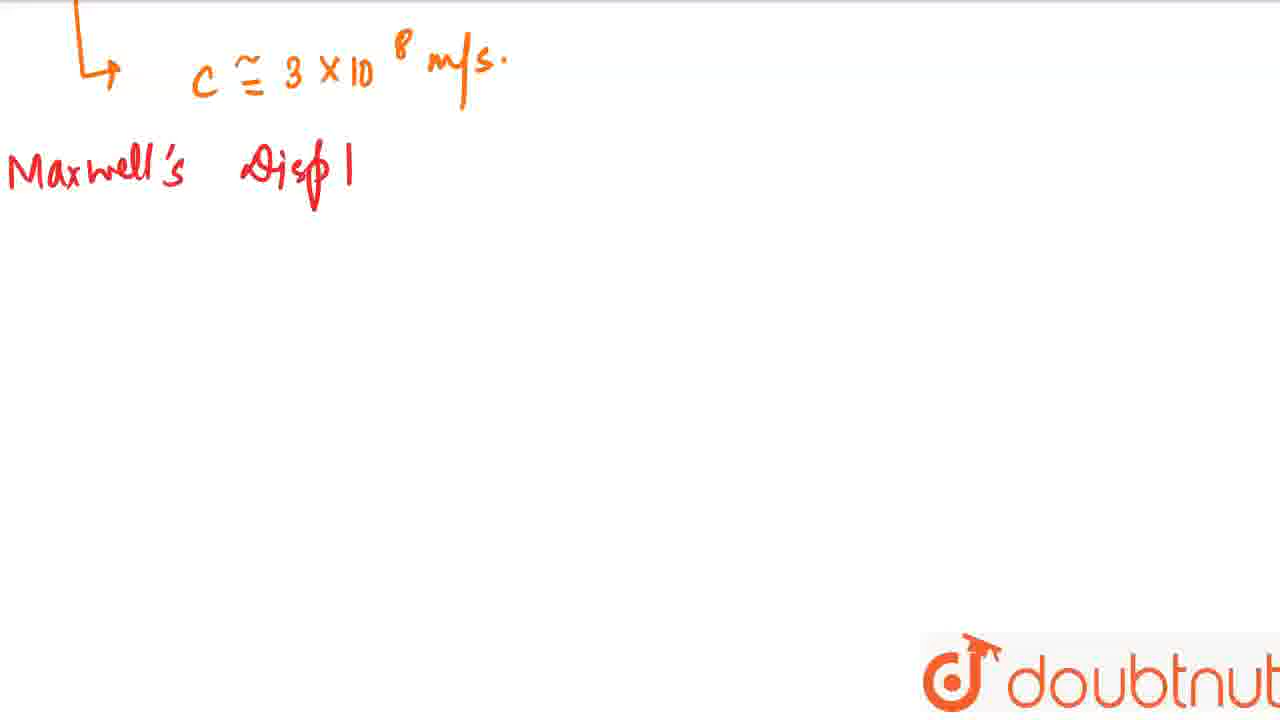 c ≅ 3 × 10⁸ m/s.
Maxwell's Displ
doubtnut